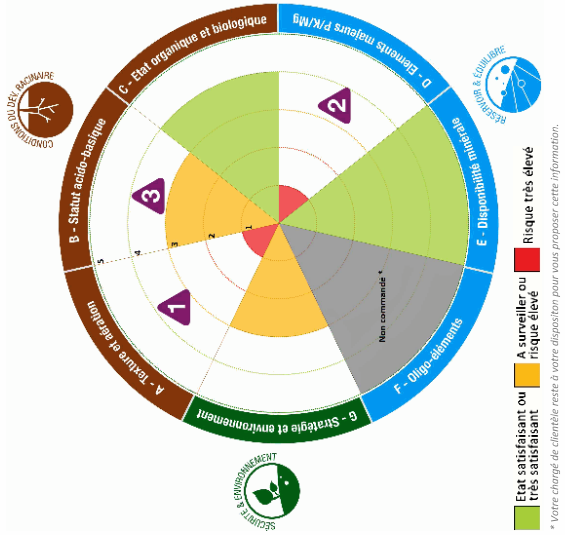 A - Texture et aération
B - Statut acido-basique
C - Etat organique et biologique
D - Eléments majeurs P/K/Mg
E - Disponibilité minérale
F - Oligo-éléments
G - Stratégie et environnement
CONDITIONS DU DÉV. RACINAIRE
RÉSERVOIR & ÉQUILIBRE
SÉCURITÉ & ENVIRONNEMENT
1
2
3
4
5
1
2
3
Non commandé *
Etat satisfaisant ou
très satisfaisant
A surveiller ou
risque élevé
Risque très élevé
* Votre chargé de clientèle reste à votre dispositon pour vous proposer cette information.